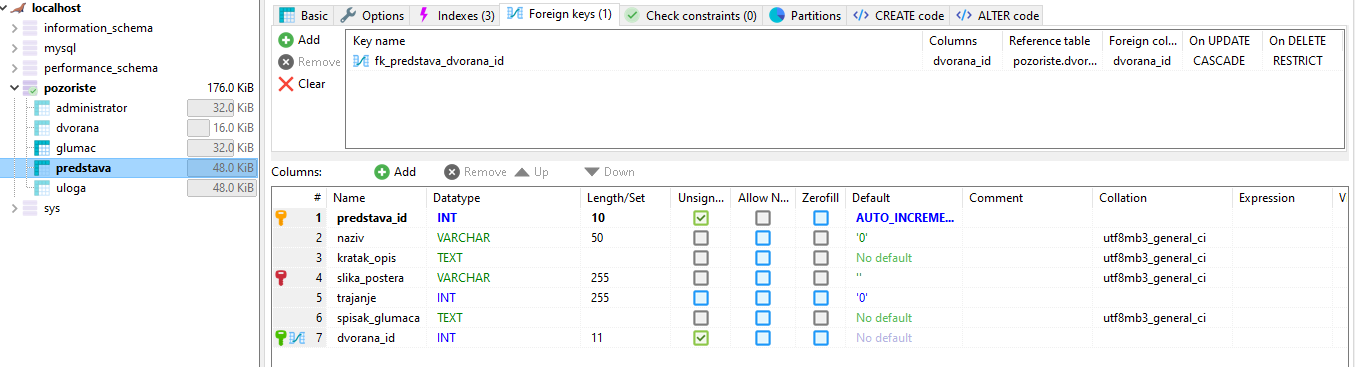 localhost
information_schema
mysql
performance_schema
pozoriste 176.0 KiB
administrator 32.0 KiB
dvorana 16.0 KiB
glumac 32.0 KiB
predstava 48.0 KiB
uloga 48.0 KiB
sys
Basic Options Indexes (3) Foreign keys (1) Check constraints (0) Partitions </> CREATE code </> ALTER code
Add
Remove
Clear
Key name Columns Reference table Foreign col... On UPDATE On DELETE
fk_predstava_dvorana_id dvorana_id pozoriste.dvor... dvorana_id CASCADE RESTRICT
Columns: Add Remove Up Down
# Name Datatype Length/Set Unsign... Allow N... Zerofill Default Comment Collation Expression V
1 predstava_id INT 10 AUTO_INCREME...
2 naziv VARCHAR 50 '0' utf8mb3_general_ci
3 kratak_opis TEXT No default utf8mb3_general_ci
4 slika_postera VARCHAR 255 '' utf8mb3_general_ci
5 trajanje INT 255 '0'
6 spisak_glumaca TEXT No default utf8mb3_general_ci
7 dvorana_id INT 11 No default